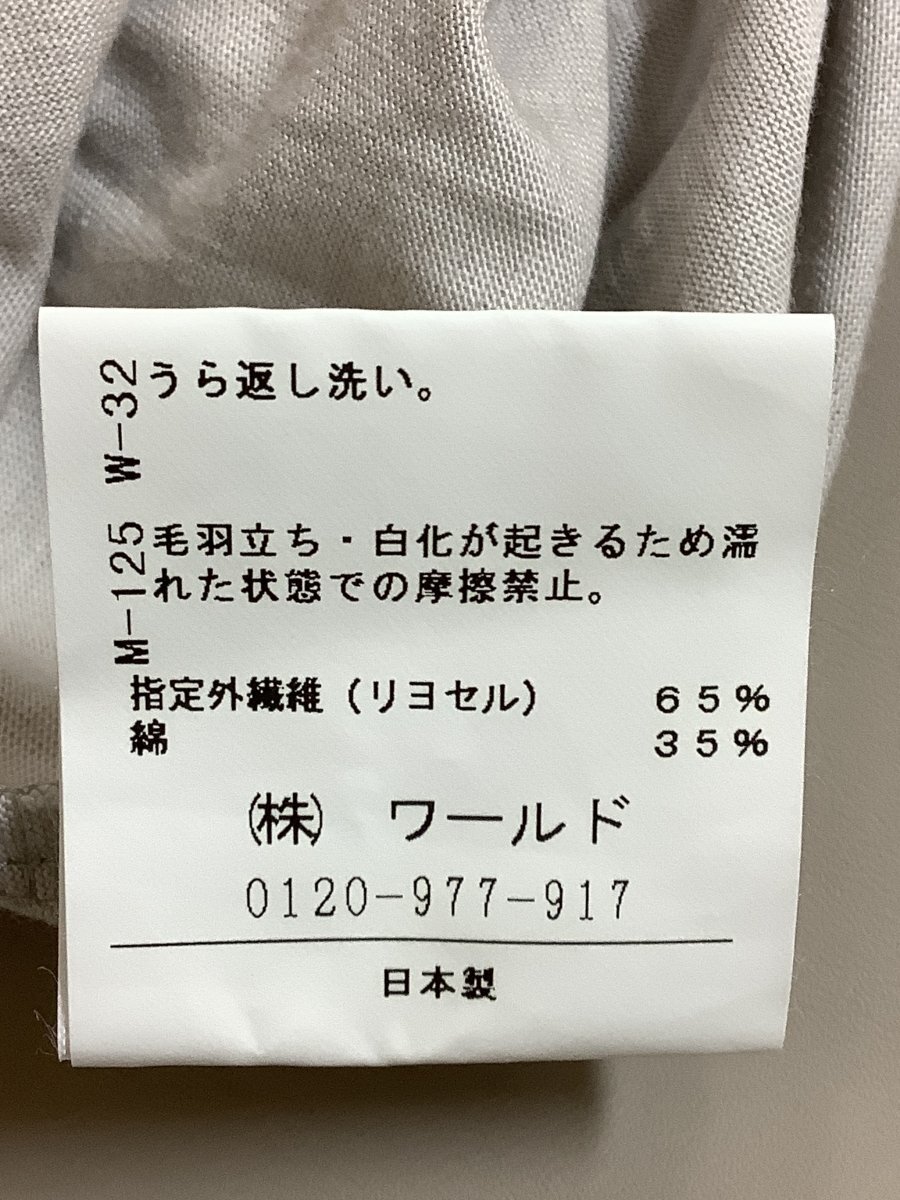 W-32
うら返し洗い。
M-125
毛羽立ち・白化が起きるため濡
れた状態での摩擦禁止。
指定外繊維(リヨセル) 65%
綿 35%
㈱ ワールド
0120-977-917
日本製